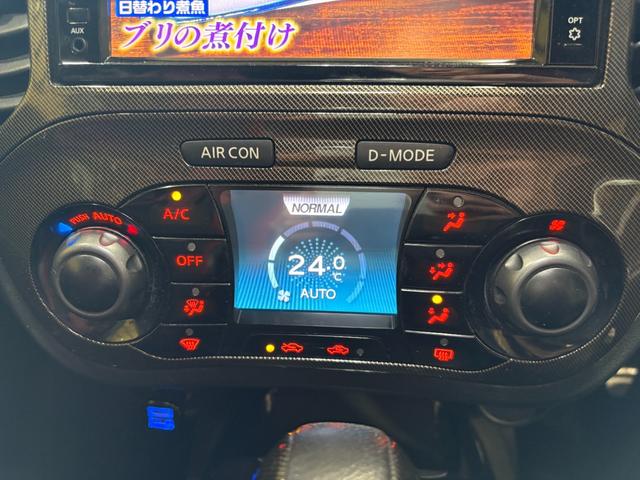 日替わり煮魚
ブリの煮付け
AUX
OPT
AIR CON
D-MODE
PUSH AUTO
A/C
OFF
NORMAL
24.0°C
AUTO